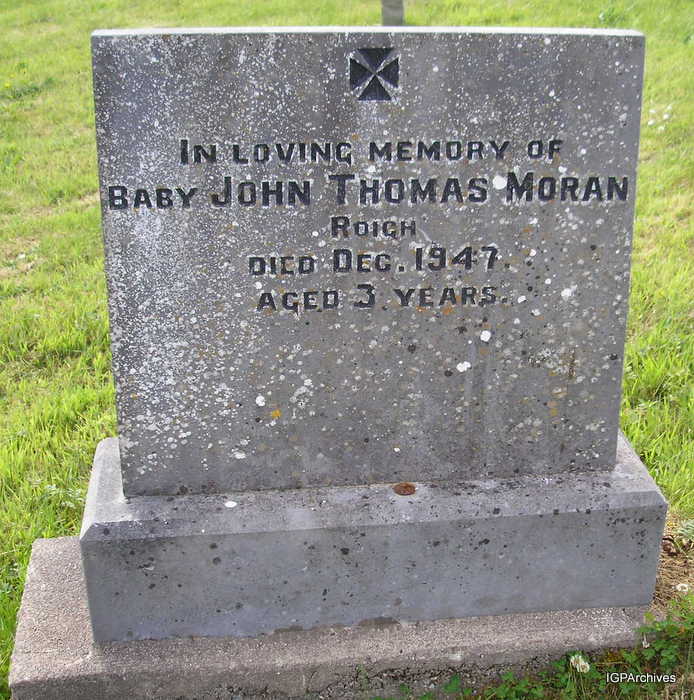 In loving memory of
Baby John Thomas Moran
Roigh
died Dec. 1947.
aged 3 years.
IGPArchives